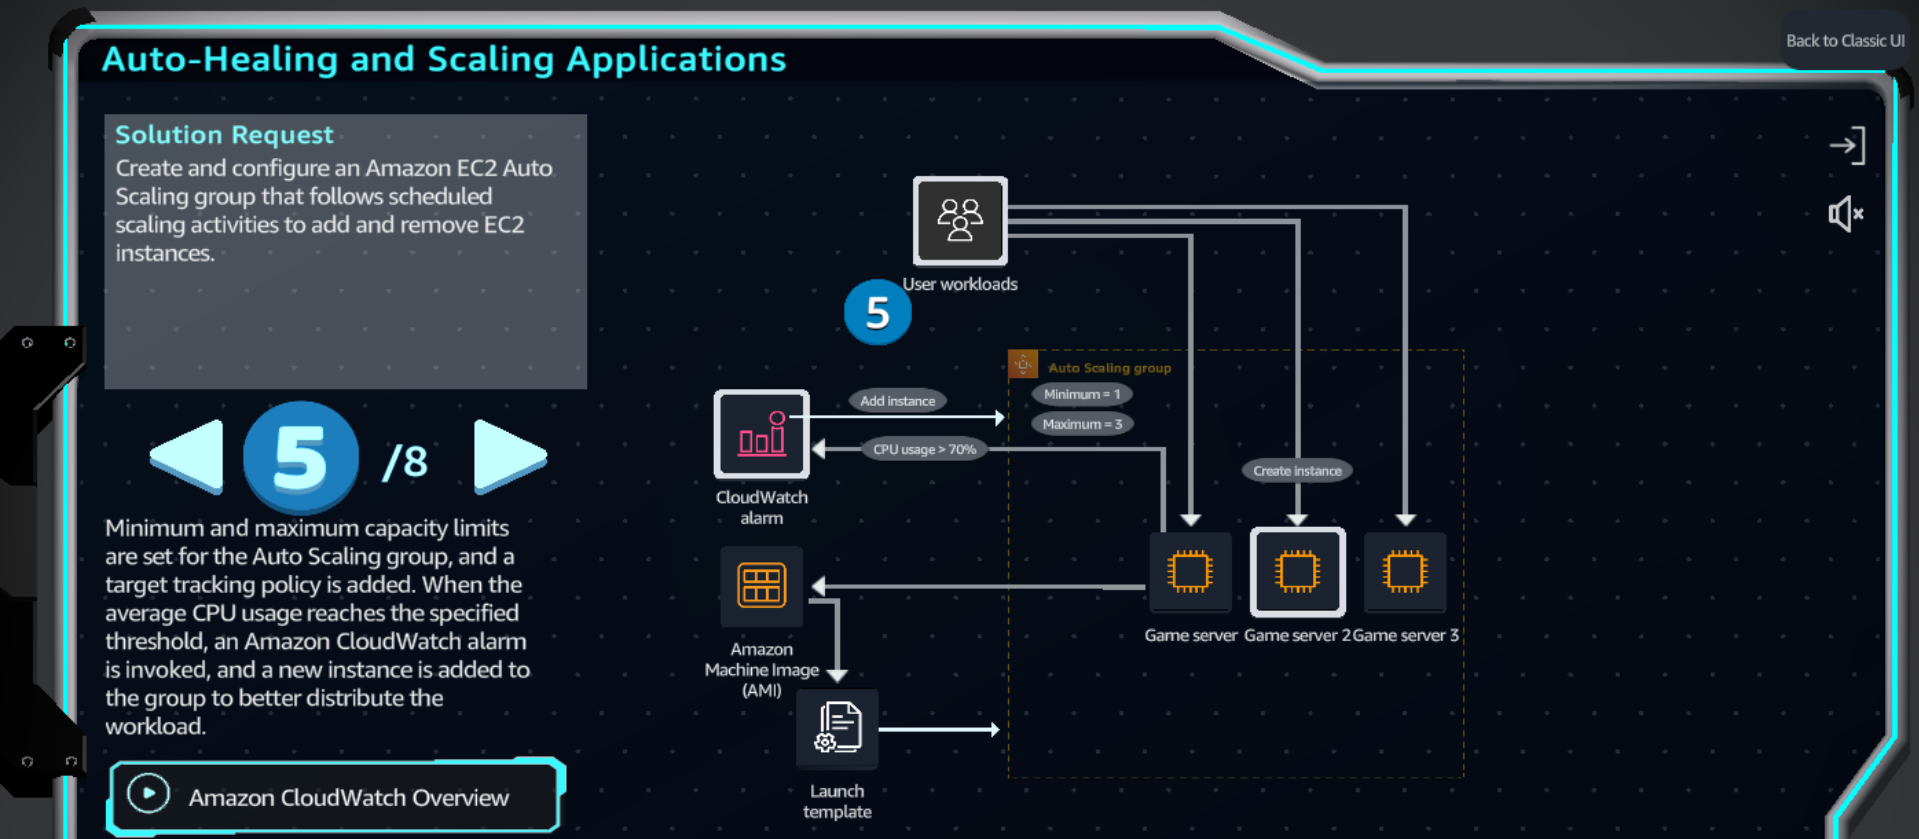 Back to Classic UI
Auto-Healing and Scaling Applications
Solution Request
Create and configure an Amazon EC2 Auto
Scaling group that follows scheduled
scaling activities to add and remove EC2
instances.
5 /8
Minimum and maximum capacity limits
are set for the Auto Scaling group, and a
target tracking policy is added. When the
average CPU usage reaches the specified
threshold, an Amazon CloudWatch alarm
is invoked, and a new instance is added to
the group to better distribute the
workload.
Amazon CloudWatch Overview
User workloads
5
Auto Scaling group
Minimum = 1
Maximum = 3
Add instance
CPU usage > 70%
Create instance
CloudWatch
alarm
Game server
Game server 2
Game server 3
Amazon
Machine Image
(AMI)
Launch
template